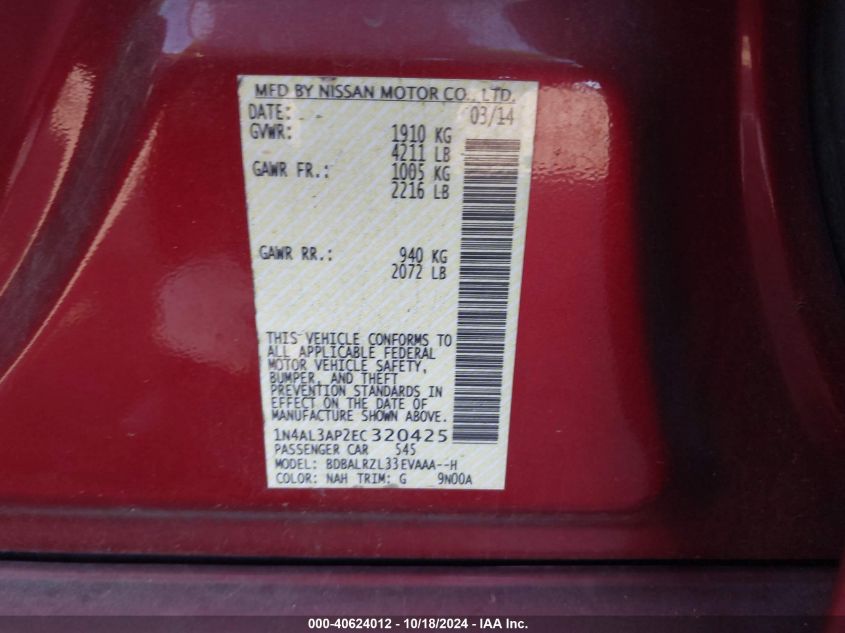 MFD BY NISSAN MOTOR CO., LTD.
DATE: 03/14
GVWR: 1910 KG
4211 LB
GAWR FR.: 1005 KG
2216 LB
GAWR RR.: 940 KG
2072 LB
THIS VEHICLE CONFORMS TO
ALL APPLICABLE FEDERAL
MOTOR VEHICLE SAFETY,
BUMPER, AND THEFT
PREVENTION STANDARDS IN
EFFECT ON THE DATE OF
MANUFACTURE SHOWN ABOVE.
1N4AL3AP2EC320425
PASSENGER CAR 545
MODEL: BDBALRZL33EVAAA--H
COLOR: NAH TRIM: G 9N00A
000-40624012 - 10/18/2024 - IAA Inc.